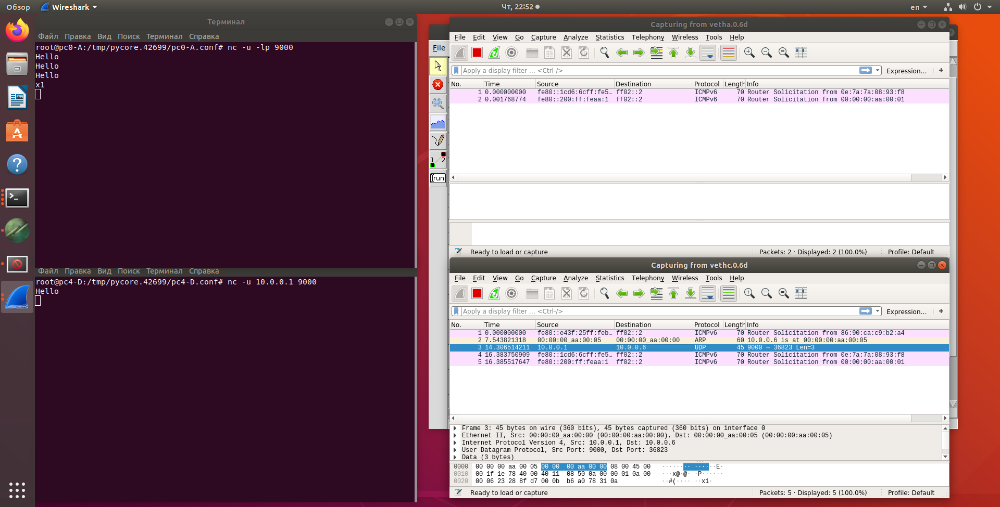 Обзор
Wireshark
Чт, 22:52
en
Терминал
Файл Правка Вид Поиск Терминал Справка
root@pc0-A:/tmp/pycore.42699/pc0-A.conf# nc -u -lp 9000
Hello
Hello
Hello
x1
Файл Правка Вид Поиск Терминал Справка
root@pc4-D:/tmp/pycore.42699/pc4-D.conf# nc -u 10.0.0.1 9000
Hello
File
1 2
run
Capturing from vetha.0.6d
File Edit View Go Capture Analyze Statistics Telephony Wireless Tools Help
Apply a display filter ... <Ctrl-/>
Expression... +
No. Time Source Destination Protocol Length Info
1 0.000000000 fe80::1cd6:6cff:fe5… ff02::2 ICMPv6 70 Router Solicitation from 0e:7a:7a:08:93:f8
2 0.001768774 fe80::200:ff:feaa:1 ff02::2 ICMPv6 70 Router Solicitation from 00:00:00:aa:00:01
Ready to load or capture
Packets: 2 · Displayed: 2 (100.0%)
Profile: Default
Capturing from vethc.0.6d
File Edit View Go Capture Analyze Statistics Telephony Wireless Tools Help
Apply a display filter ... <Ctrl-/>
Expression... +
No. Time Source Destination Protocol Length Info
1 0.000000000 fe80::e43f:25ff:feb… ff02::2 ICMPv6 70 Router Solicitation from 86:90:ca:c9:b2:a4
2 7.543821318 00:00:00_aa:00:05 00:00:00_aa:00:00 ARP 60 10.0.0.6 is at 00:00:00:aa:00:05
3 14.306514211 10.0.0.1 10.0.0.6 UDP 45 9000 → 36823 Len=3
4 16.383750909 fe80::1cd6:6cff:fe5… ff02::2 ICMPv6 70 Router Solicitation from 0e:7a:7a:08:93:f8
5 16.385517647 fe80::200:ff:feaa:1 ff02::2 ICMPv6 70 Router Solicitation from 00:00:00:aa:00:01
Frame 3: 45 bytes on wire (360 bits), 45 bytes captured (360 bits) on interface 0
Ethernet II, Src: 00:00:00_aa:00:00 (00:00:00:aa:00:00), Dst: 00:00:00_aa:00:05 (00:00:00:aa:00:05)
Internet Protocol Version 4, Src: 10.0.0.1, Dst: 10.0.0.6
User Datagram Protocol, Src Port: 9000, Dst Port: 36823
Data (3 bytes)
0000 00 00 00 aa 00 05 00 00 00 aa 00 00 08 00 45 00 ········ ······E·
0010 00 1f 1e 78 40 00 40 11 08 50 0a 00 00 01 0a 00 ···x@·@· ·P······
0020 00 06 23 28 8f d7 00 0b b6 a0 78 31 0a ··#(···· ··x1·
Ready to load or capture
Packets: 5 · Displayed: 5 (100.0%)
Profile: Default